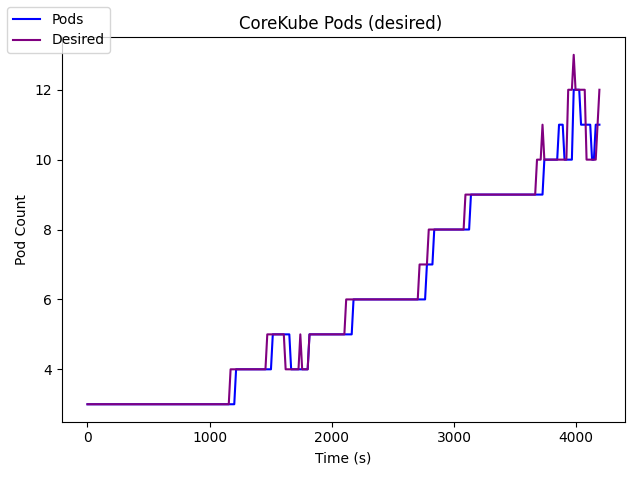 CoreKube Pods (desired)
Pods
Desired
Pod Count
12
10
8
6
4
0 1000 2000 3000 4000
Time (s)